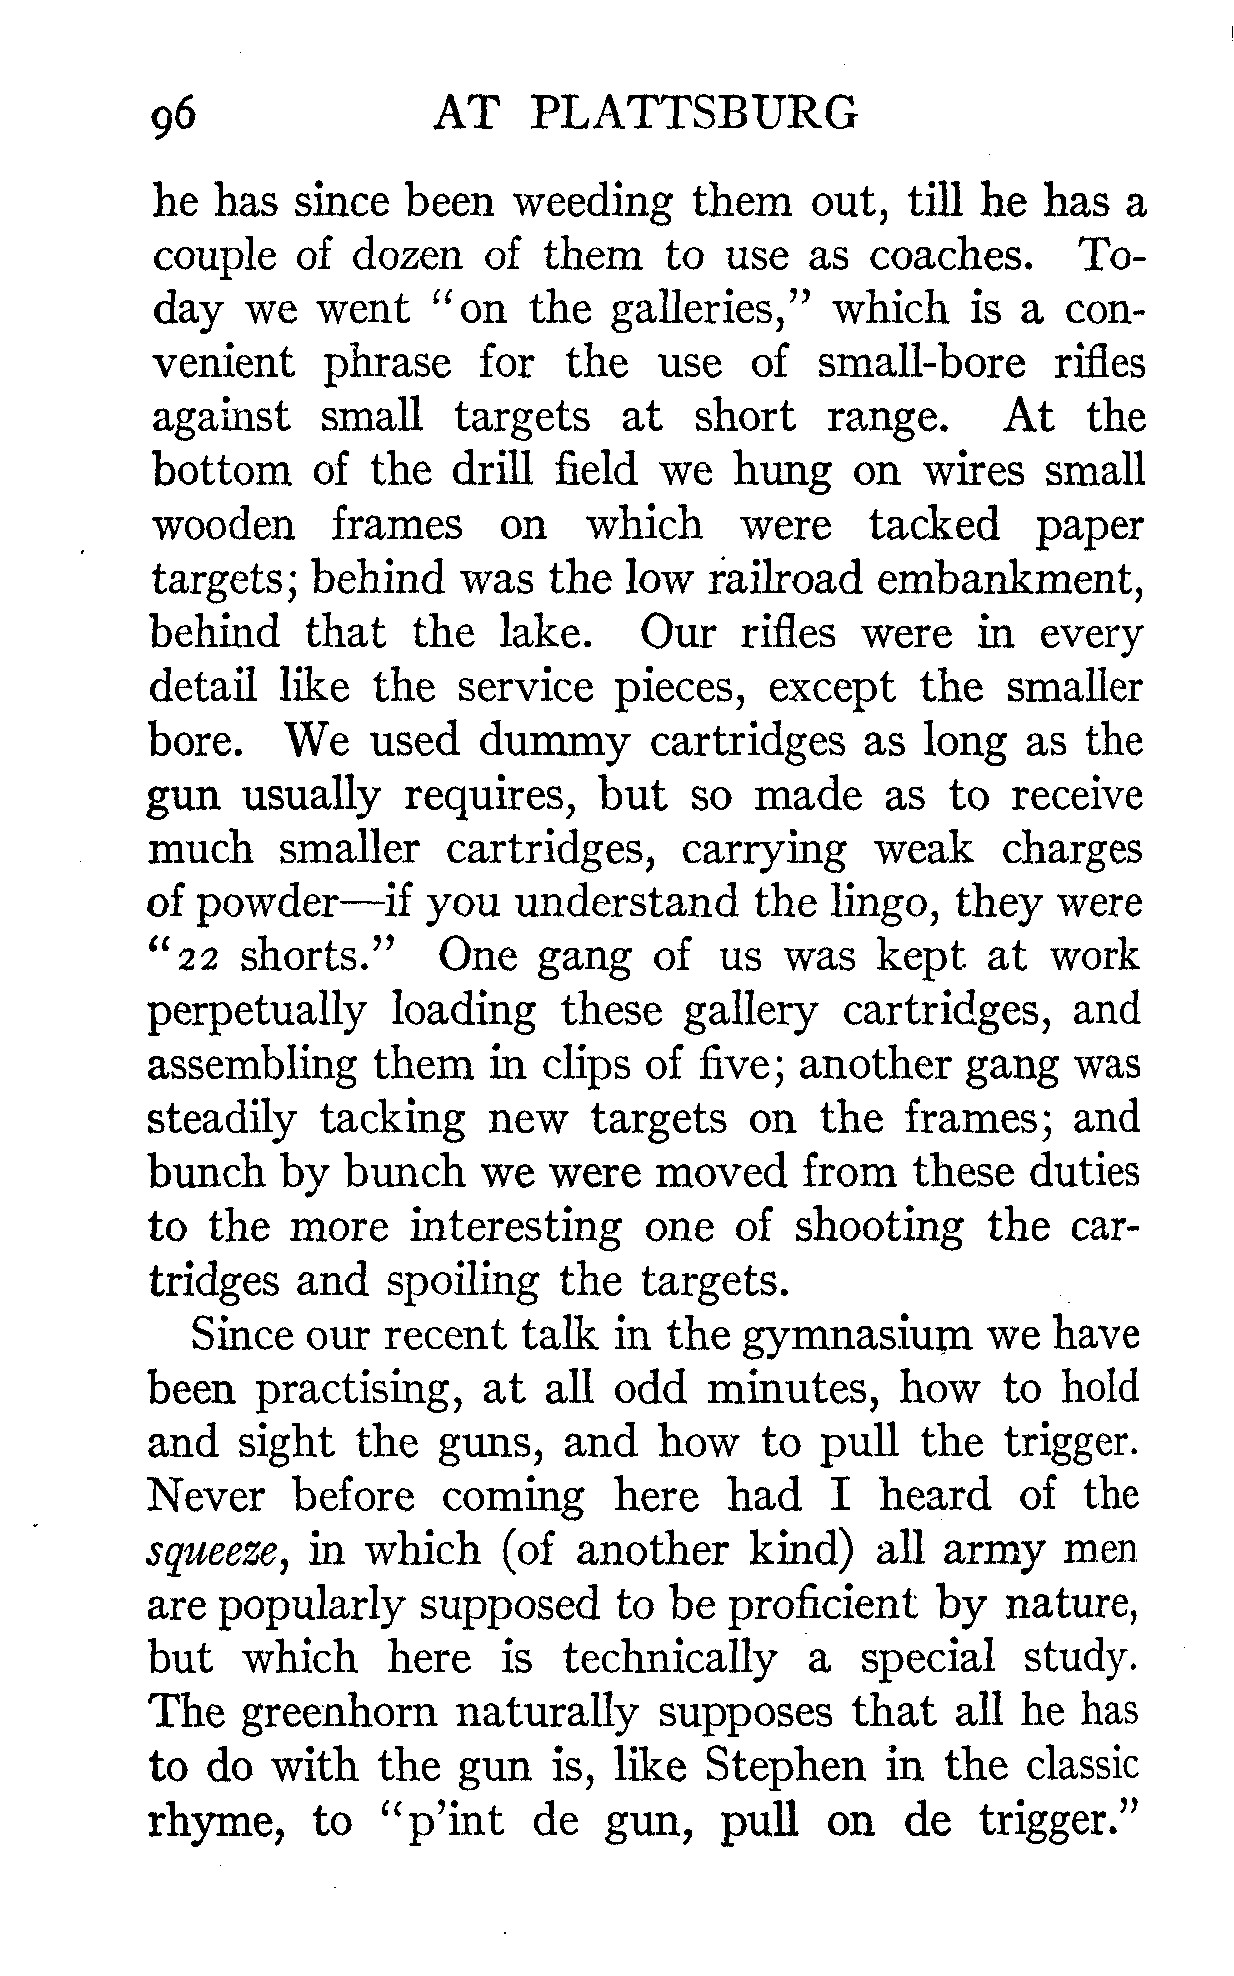 96 AT PLATTSBURG
he has since been weeding them out, till he has a
couple of dozen of them to use as coaches. To-
day we went "on the galleries," which is a con-
venient phrase for the use of small-bore rifles
against small targets at short range. At the
bottom of the drill field we hung on wires small
wooden frames on which were tacked paper
targets; behind was the low railroad embankment,
behind that the lake. Our rifles were in every
detail like the service pieces, except the smaller
bore. We used dummy cartridges as long as the
gun usually requires, but so made as to receive
much smaller cartridges, carrying weak charges
of powder—if you understand the lingo, they were
"22 shorts." One gang of us was kept at work
perpetually loading these gallery cartridges, and
assembling them in clips of five; another gang was
steadily tacking new targets on the frames; and
bunch by bunch we were moved from these duties
to the more interesting one of shooting the car-
tridges and spoiling the targets.
Since our recent talk in the gymnasium we have
been practising, at all odd minutes, how to hold
and sight the guns, and how to pull the trigger.
Never before coming here had I heard of the
squeeze, in which (of another kind) all army men
are popularly supposed to be proficient by nature,
but which here is technically a special study.
The greenhorn naturally supposes that all he has
to do with the gun is, like Stephen in the classic
rhyme, to "p'int de gun, pull on de trigger."